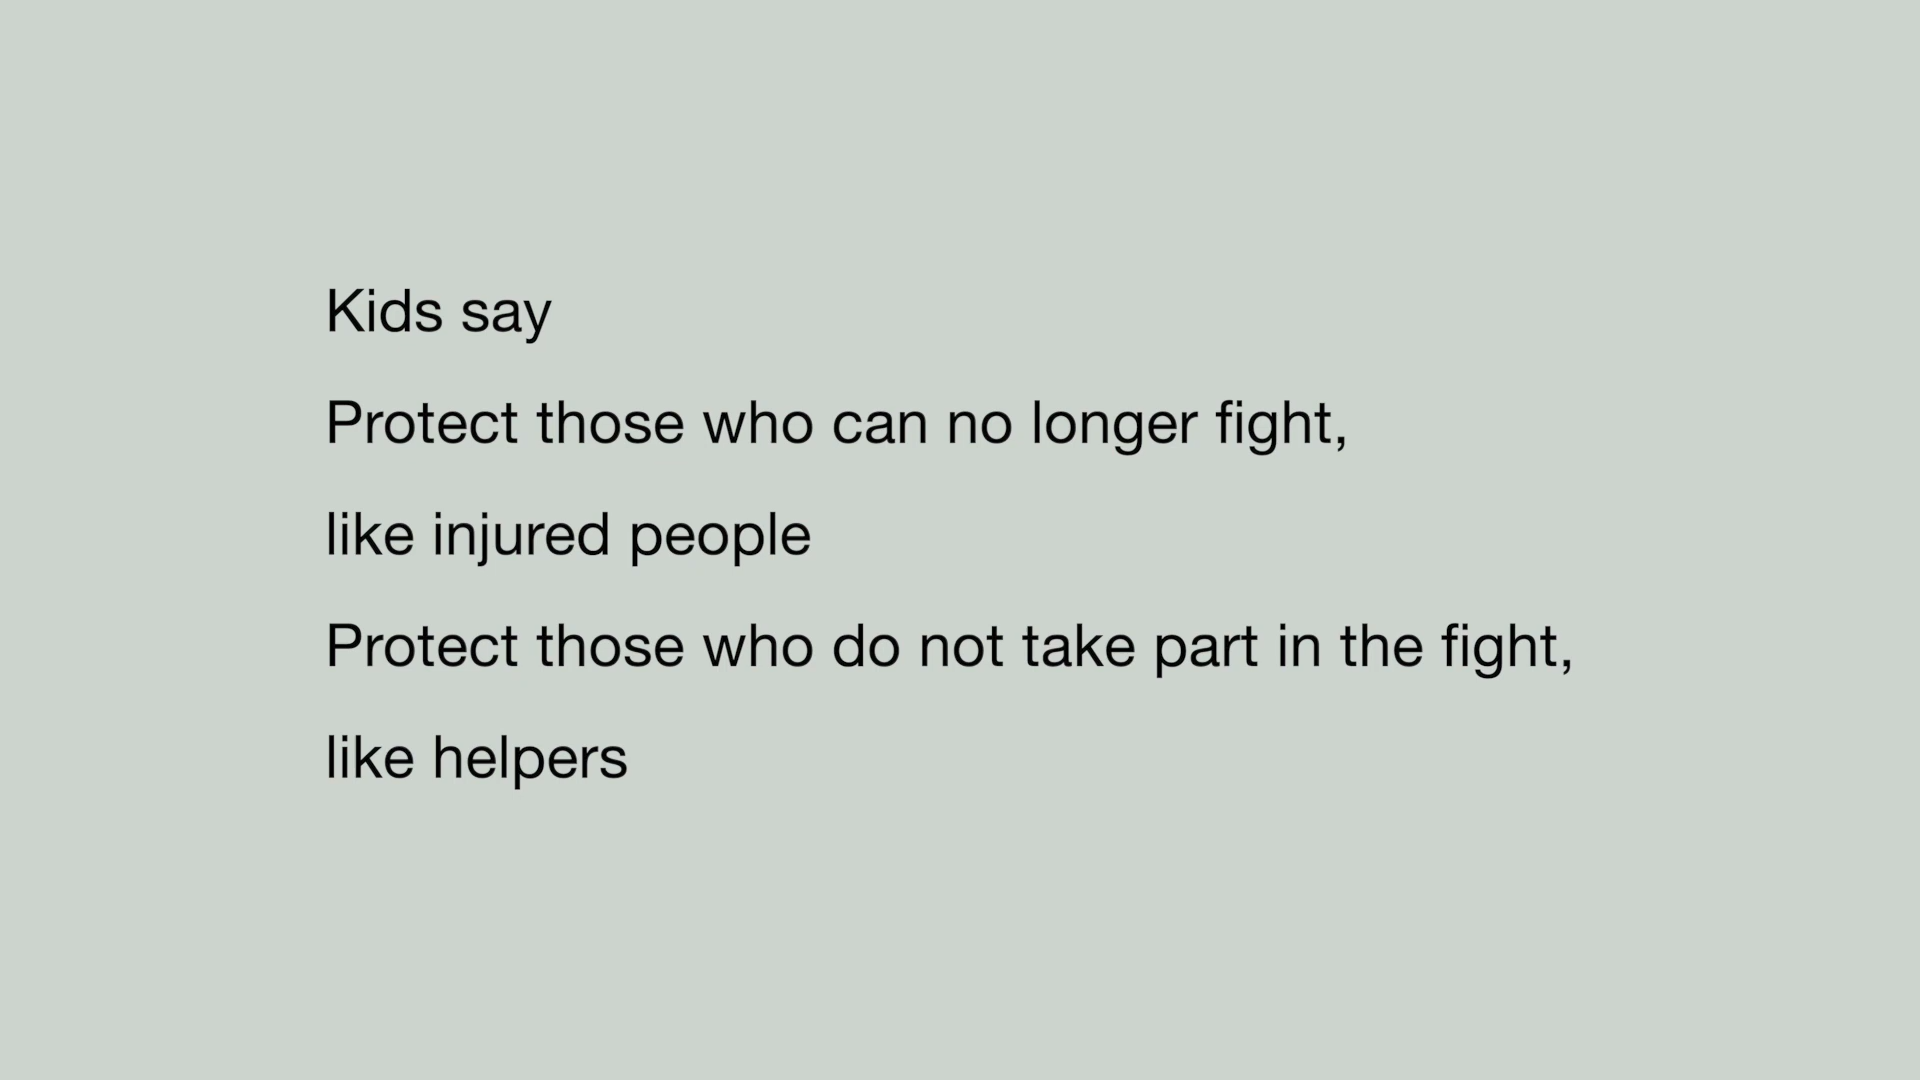 Kids say
Protect those who can no longer fight,
like injured people
Protect those who do not take part in the fight,
like helpers